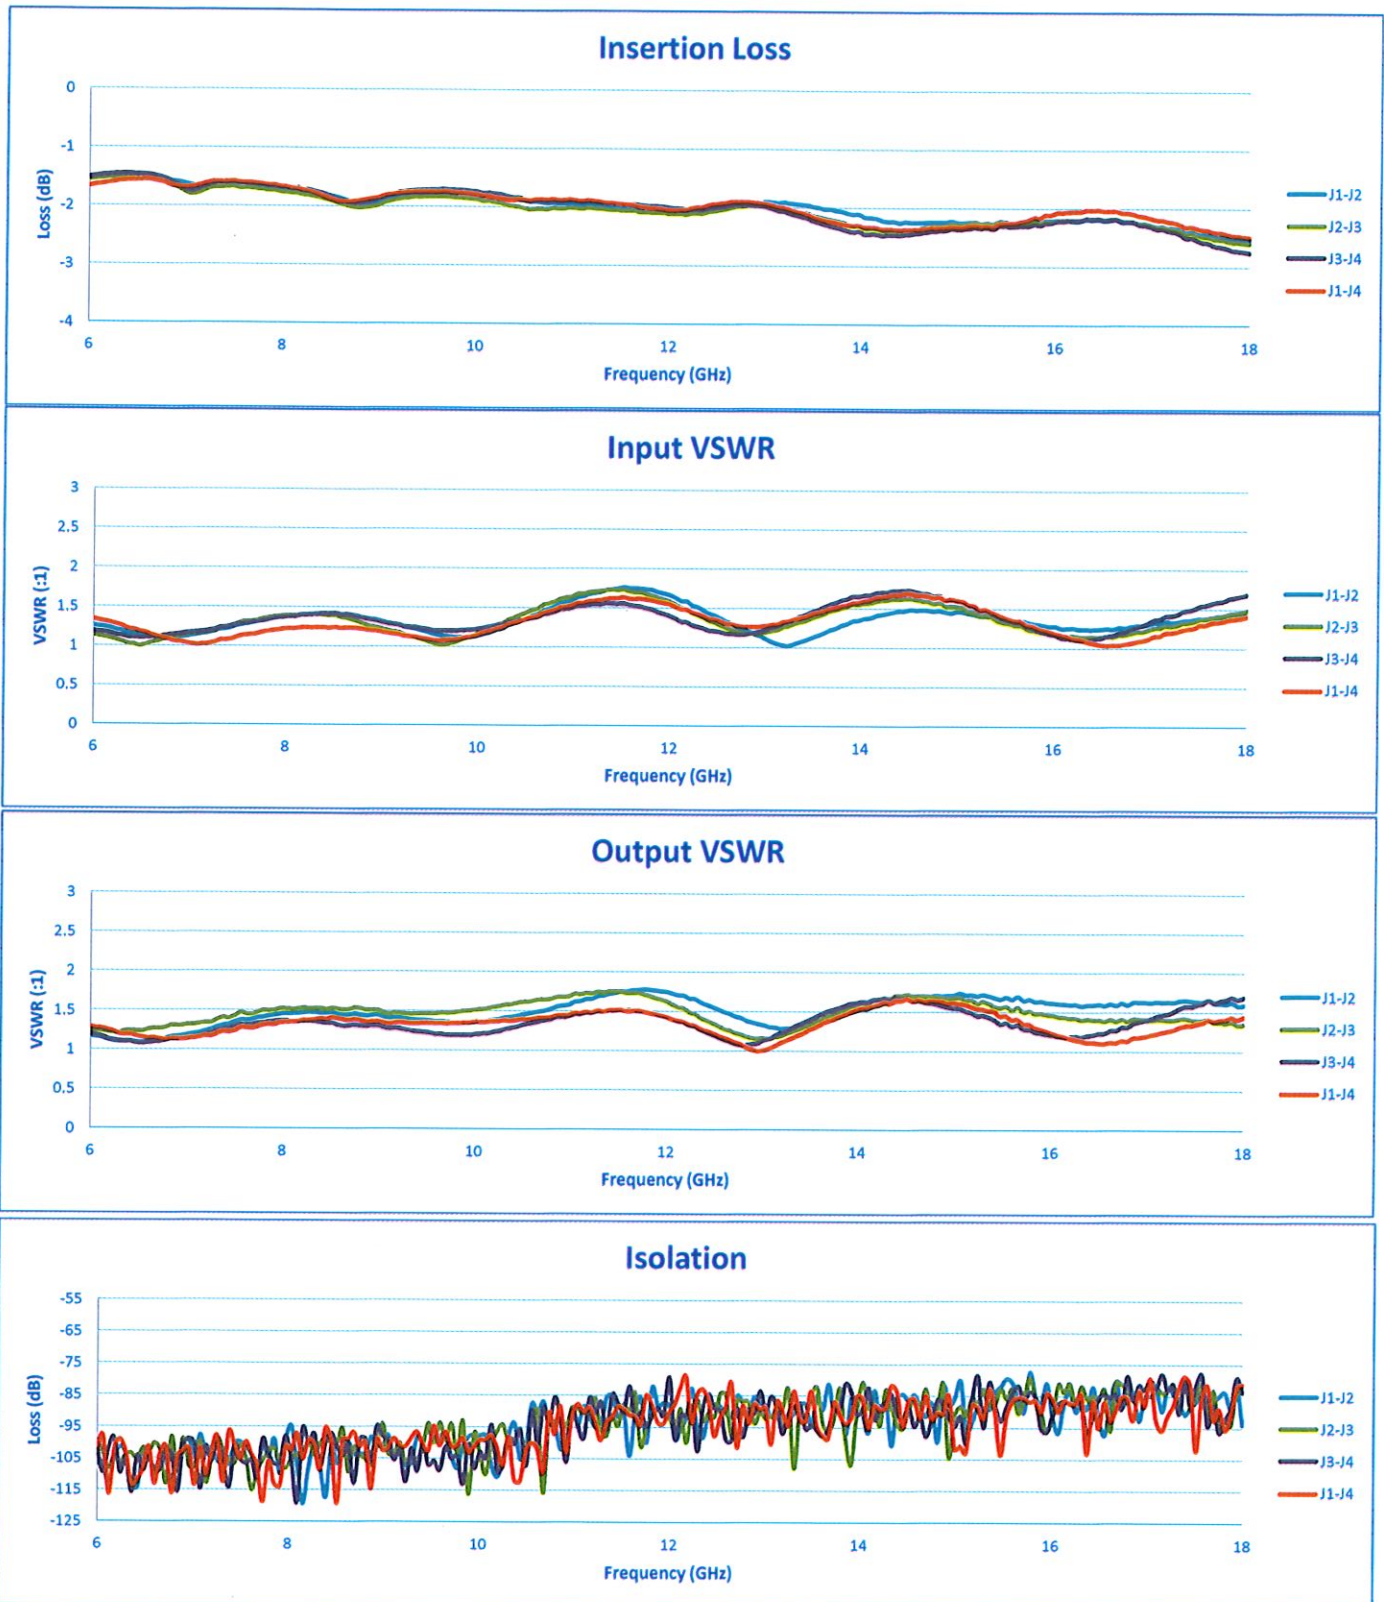 Insertion Loss
0
-1
-2
-3
-4
Loss (dB)
6 8 10 12 14 16 18
Frequency (GHz)
J1-J2
J2-J3
J3-J4
J1-J4
Input VSWR
3
2.5
2
1.5
1
0.5
0
VSWR (:1)
6 8 10 12 14 16 18
Frequency (GHz)
J1-J2
J2-J3
J3-J4
J1-J4
Output VSWR
3
2.5
2
1.5
1
0.5
0
VSWR (:1)
6 8 10 12 14 16 18
Frequency (GHz)
J1-J2
J2-J3
J3-J4
J1-J4
Isolation
-55
-65
-75
-85
-95
-105
-115
-125
Loss (dB)
6 8 10 12 14 16 18
Frequency (GHz)
J1-J2
J2-J3
J3-J4
J1-J4